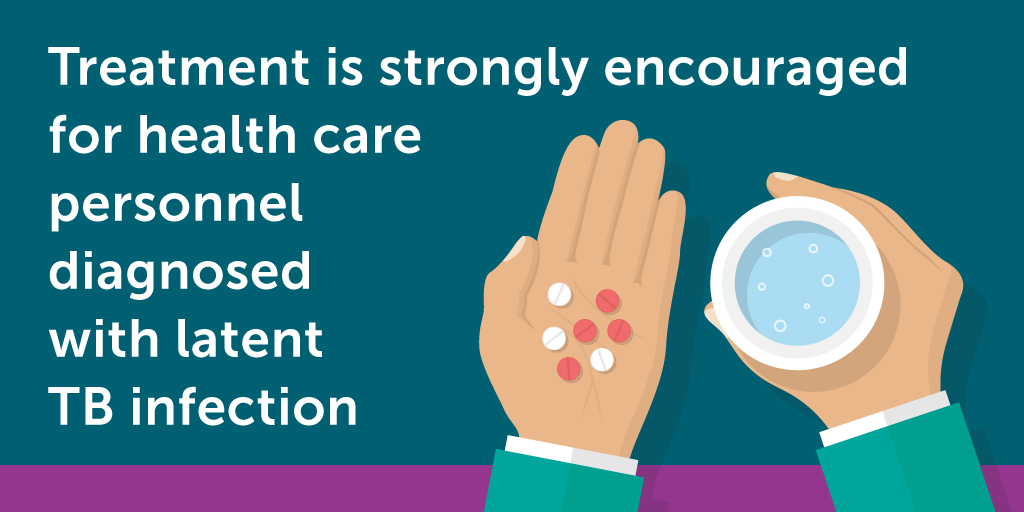 Treatment is strongly encouraged
for health care
personnel
diagnosed
with latent
TB infection